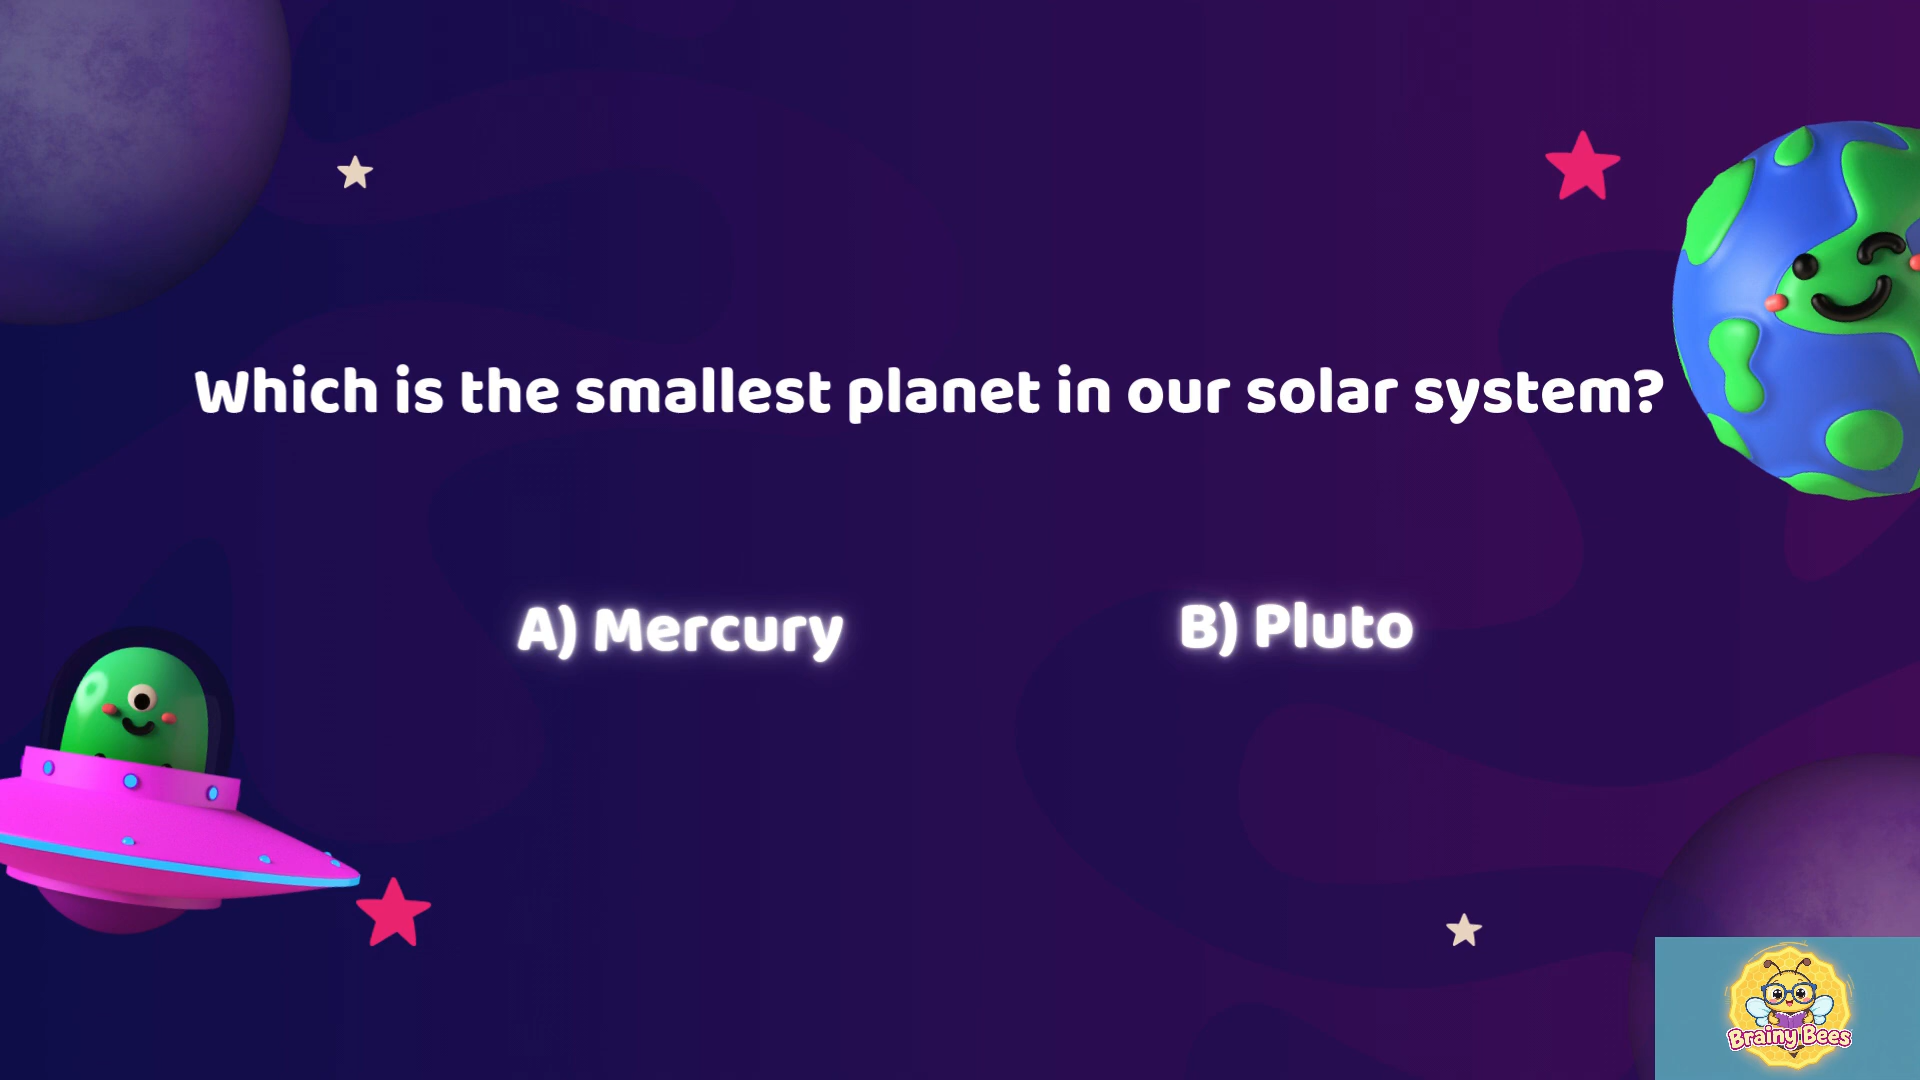 Which is the smallest planet in our solar system?
A) Mercury
B) Pluto
Brainy Bees